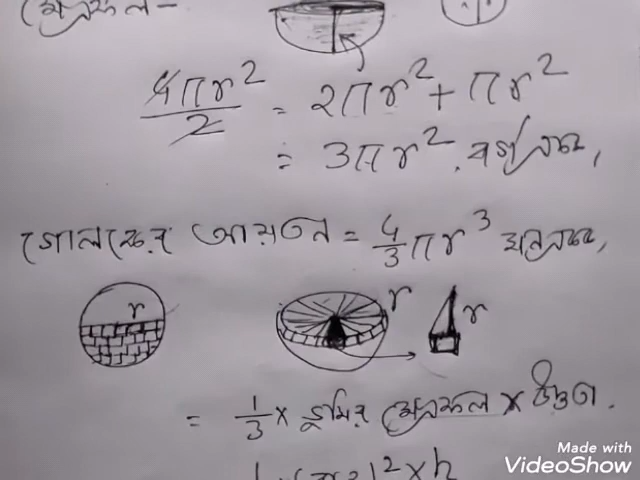 ক্ষেত্রফল -
4πr²/2 = 2πr² + πr²
= 3πr² . বর্গএকক,
গোলকের আয়তন = 4/3 πr³ ঘনএকক,
r
r
r
= 1/3 × ভূমির ক্ষেত্রফল × উচ্চতা .
Made with
VideoShow